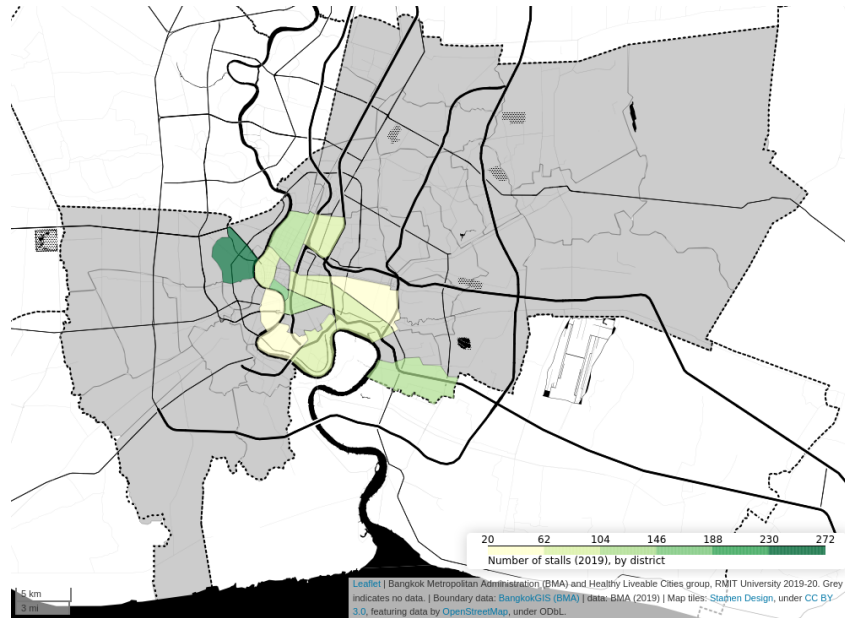 20 62 104 146 188 230 272
Number of stalls (2019), by district
5 km
3 mi
Leaflet | Bangkok Metropolitan Administration (BMA) and Healthy Liveable Cities group, RMIT University 2019-20. Grey
indicates no data. | Boundary data: BangkokGIS (BMA) | data: BMA (2019) | Map tiles: Stamen Design, under CC BY
3.0, featuring data by OpenStreetMap, under ODbL.